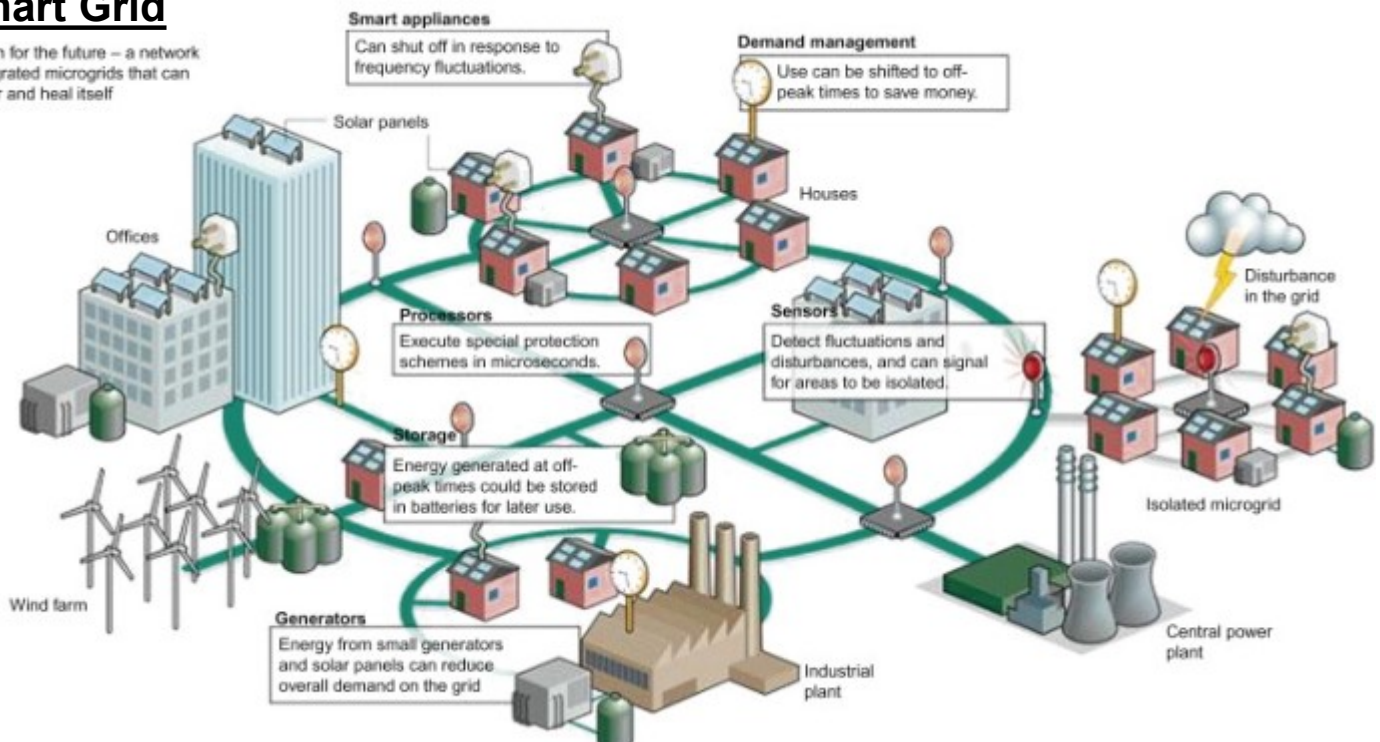 mart Grid
n for the future – a network
grated microgrids that can
r and heal itself
Smart appliances
Can shut off in response to
frequency fluctuations.
Demand management
Use can be shifted to off-
peak times to save money.
Solar panels
Houses
Offices
Disturbance
in the grid
Processors
Execute special protection
schemes in microseconds.
Sensors
Detect fluctuations and
disturbances, and can signal
for areas to be isolated.
Storage
Energy generated at off-
peak times could be stored
in batteries for later use.
Isolated microgrid
Wind farm
Generators
Energy from small generators
and solar panels can reduce
overall demand on the grid
Industrial
plant
Central power
plant